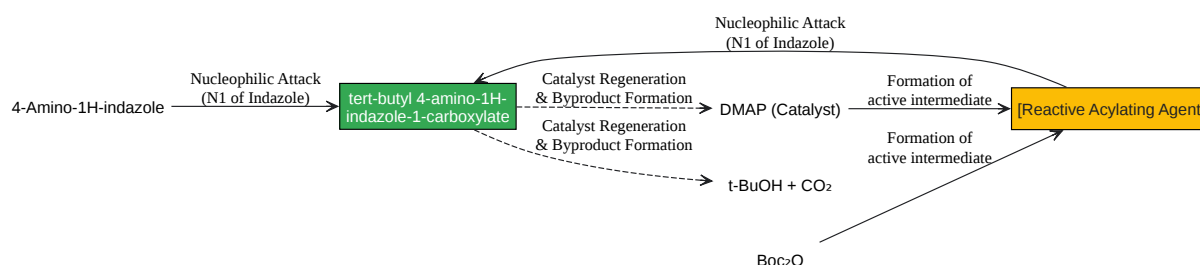 Nucleophilic Attack
(N1 of Indazole)
4-Amino-1H-indazole
Nucleophilic Attack
(N1 of Indazole)
tert-butyl 4-amino-1H-
indazole-1-carboxylate
Catalyst Regeneration
& Byproduct Formation
DMAP (Catalyst)
Formation of
active intermediate
[Reactive Acylating Agent
Catalyst Regeneration
& Byproduct Formation
t-BuOH + CO₂
Formation of
active intermediate
Boc₂O